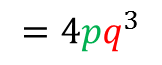 = 4pq³